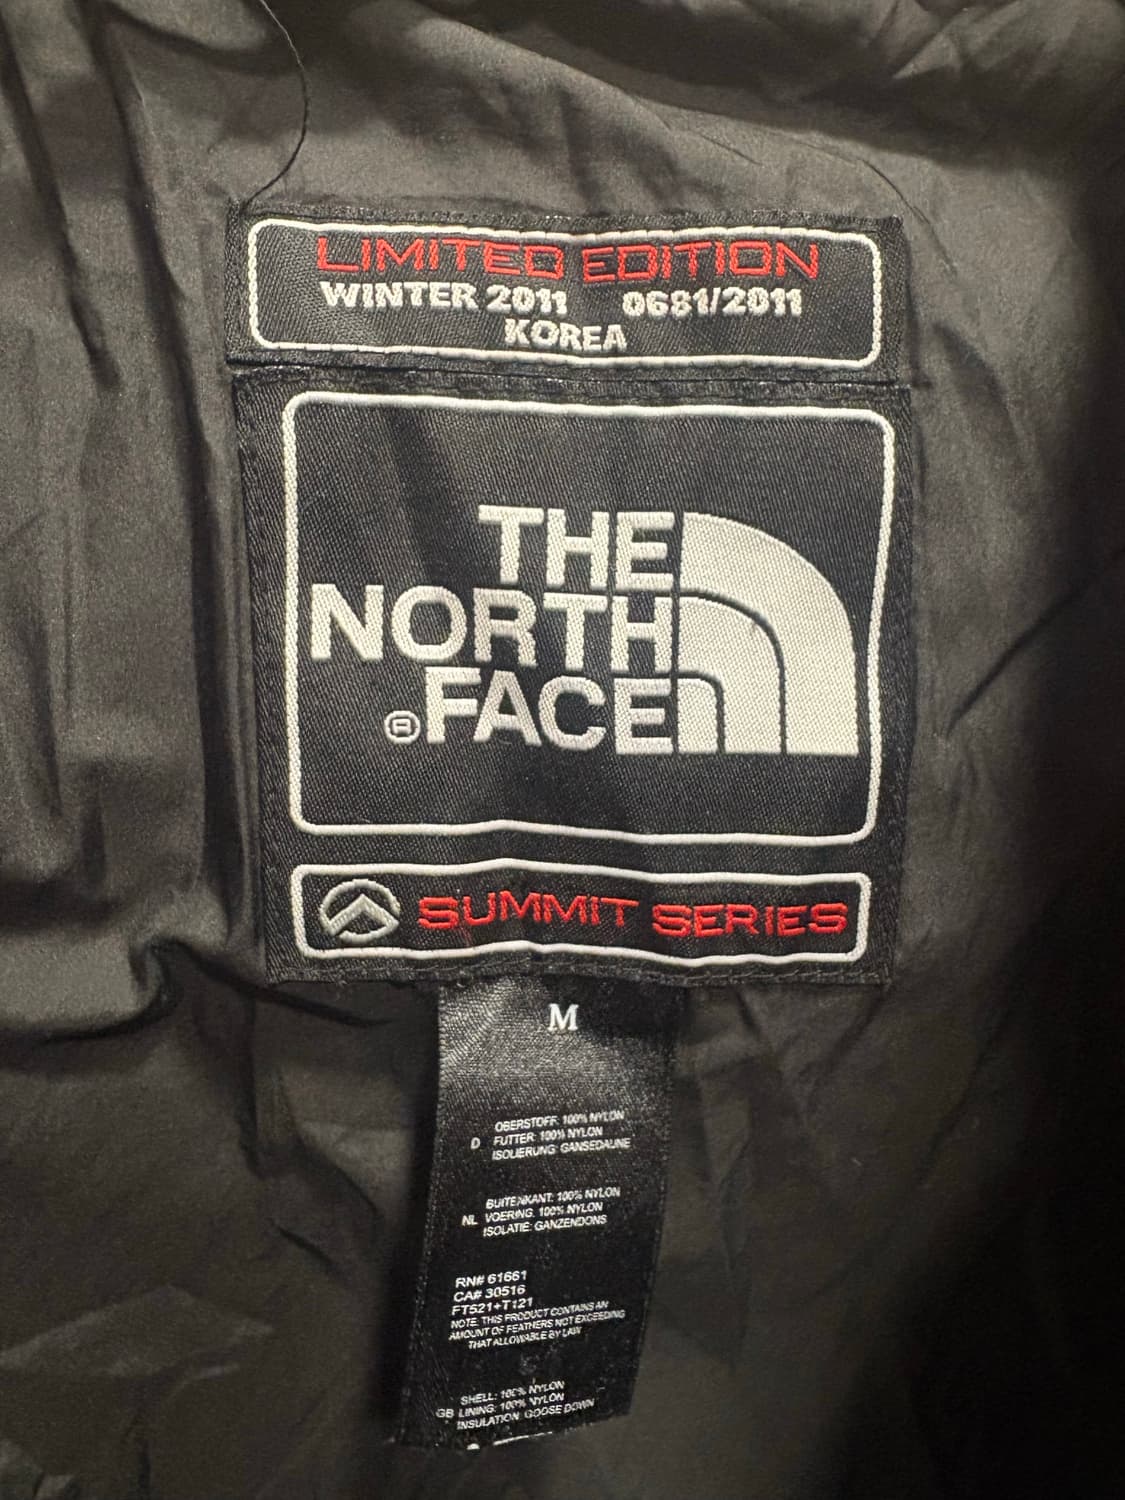 LIMITED EDITION
WINTER 2011 0681/2011
KOREA
THE
NORTH
® FACE
SUMMIT SERIES
M
OBERSTOFF: 100% NYLON
D FUTTER: 100% NYLON
ISOLIERUNG: GANSEDAUNE
BUITENKANT: 100% NYLON
NL VOERING: 100% NYLON
ISOLATIE: GANZENDONS
RN# 61661
CA# 30516
FT521+T121
NOTE: THIS PRODUCT CONTAINS AN
AMOUNT OF FEATHERS NOT EXCEEDING
THAT ALLOWABLE BY LAW
SHELL: 100% NYLON
GB LINING: 100% NYLON
INSULATION: GOOSE DOWN